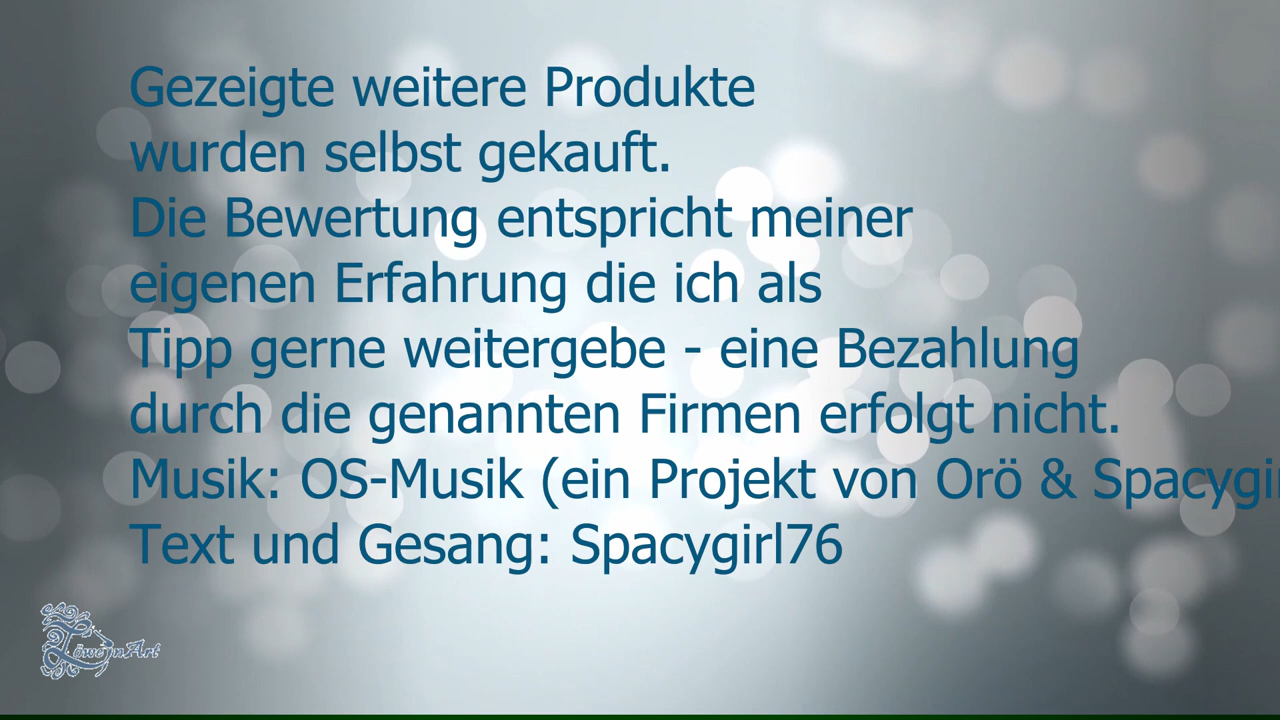 Gezeigte weitere Produkte
wurden selbst gekauft.
Die Bewertung entspricht meiner
eigenen Erfahrung die ich als
Tipp gerne weitergebe - eine Bezahlung
durch die genannten Firmen erfolgt nicht.
Musik: OS-Musik (ein Projekt von Orö &
Text und Gesang: Spacygirl76
LöwenArt